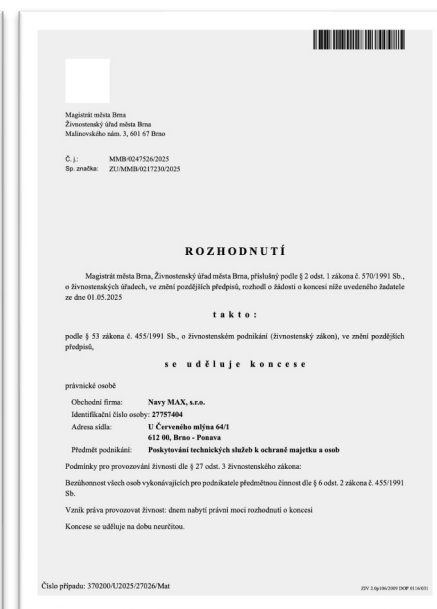 Magistrát města Brna
Živnostenský úřad města Brna
Malinovského nám. 3, 601 67 Brno
Č. j.: MMB/0247526/2025
Sp. značka: ZU/MMB/0217230/2025
ROZHODNUTÍ
Magistrát města Brna, Živnostenský úřad města Brna, příslušný podle § 2 odst. 1 zákona č. 570/1991 Sb.,
o živnostenských úřadech, ve znění pozdějších předpisů, rozhodl o žádosti o koncesi níže uvedeného žadatele
ze dne 01.05.2025
takto:
podle § 53 zákona č. 455/1991 Sb., o živnostenském podnikání (živnostenský zákon), ve znění pozdějších
předpisů,
se uděluje koncese
právnické osobě
Obchodní firma: Navy MAX, s.r.o.
Identifikační číslo osoby: 27757404
Adresa sídla: U Červeného mlýna 64/1
612 00, Brno - Ponava
Předmět podnikání: Poskytování technických služeb k ochraně majetku a osob
Podmínky pro provozování živnosti dle § 27 odst. 3 živnostenského zákona:
Bezúhonnost všech osob vykonávajících pro podnikatele předmětnou činnost dle § 6 odst. 2 zákona č. 455/1991
Sb.
Vznik práva provozovat živnost: dnem nabytí právní moci rozhodnutí o koncesi
Koncese se uděluje na dobu neurčitou.
Číslo případu: 370200/U2025/27026/Mat